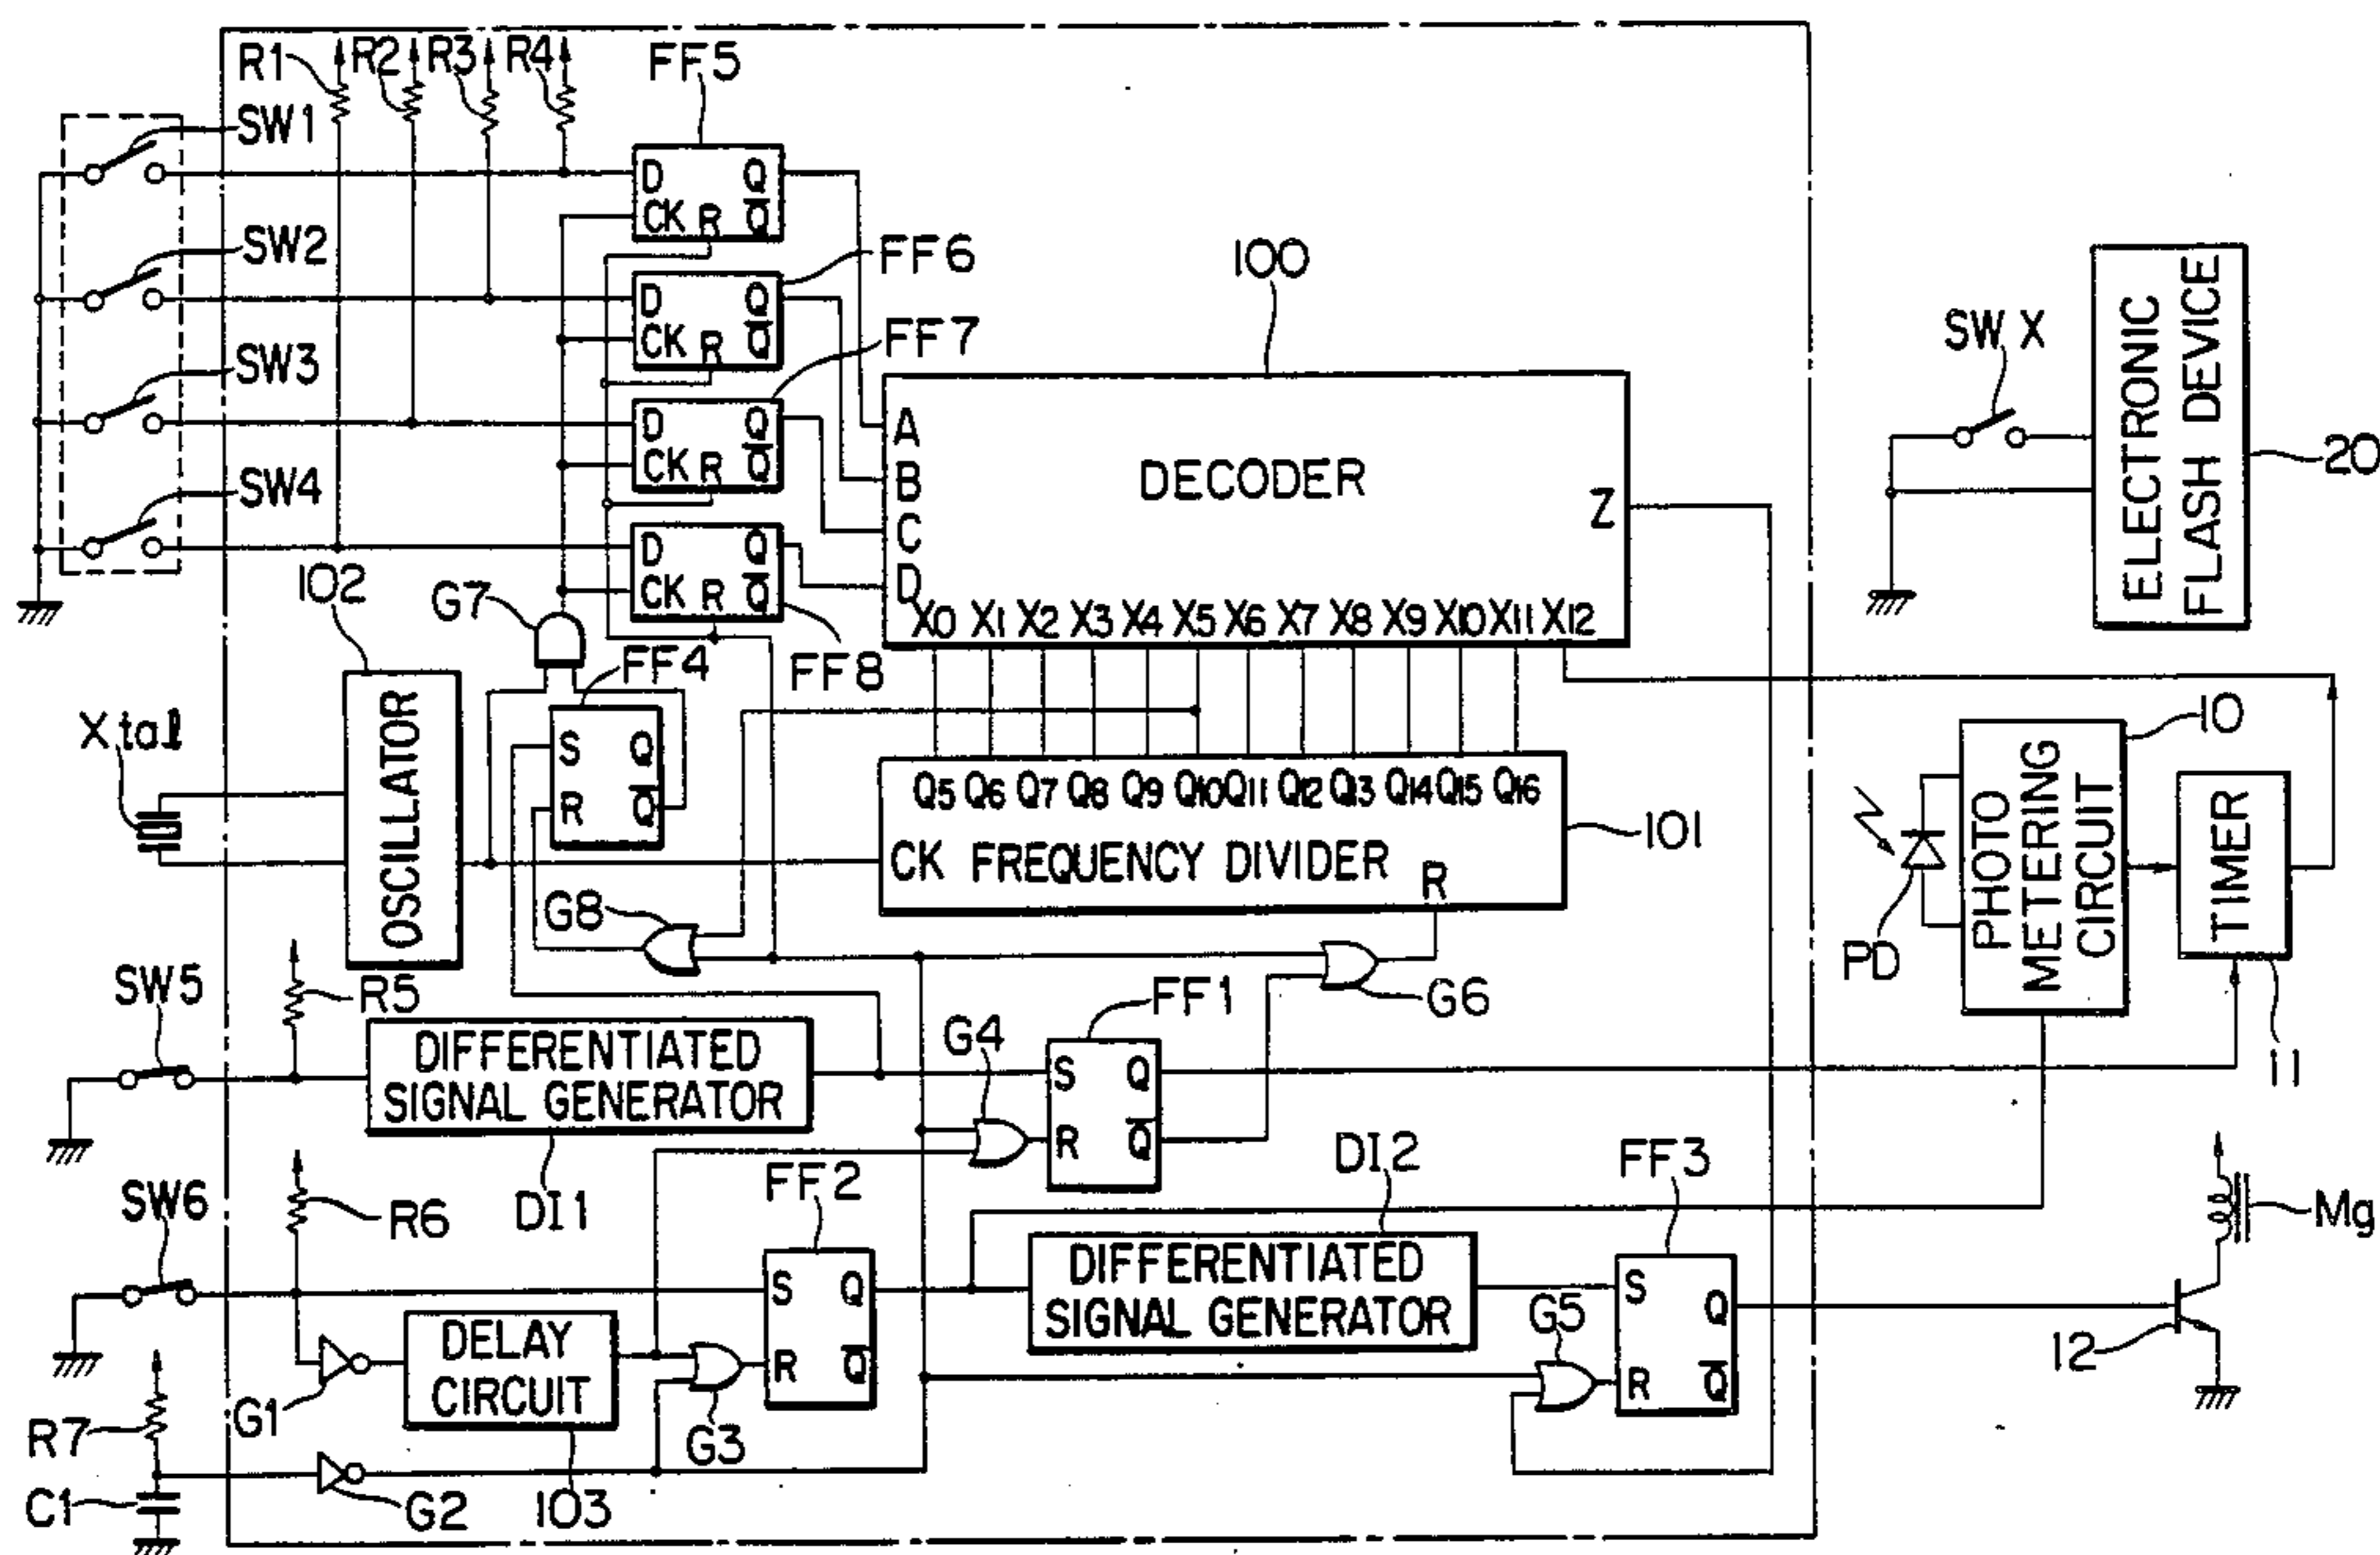 R1 R2 R3 R4 FF5
SW1
D Q
CK R Q̅
SW2 FF6 100
D Q
CK R Q̅
FF7
SW X
ELECTRONIC
FLASH DEVICE
20
SW3
D Q
CK R Q̅
A
B
C
D
DECODER
Z
SW4
D Q
CK R Q̅
102 G7
X0 X1 X2 X3 X4 X5 X6 X7 X8 X9 X10 X11 X12
FF4 FF8
Xtal
OSCILLATOR
S Q
R Q̅
10
Q5 Q6 Q7 Q8 Q9 Q10 Q11 Q12 Q13 Q14 Q15 Q16
CK FREQUENCY DIVIDER R
101
PHOTO
METERING
CIRCUIT
TIMER
PD
11
G8
SW5 R5 FF1 G6
G4
DIFFERENTIATED
SIGNAL GENERATOR
S Q
R Q̅
DI1
SW6 R6 FF2 DI2 FF3
Mg
S Q
R Q̅
DIFFERENTIATED
SIGNAL GENERATOR
G5
S Q
R Q̅
12
DELAY
CIRCUIT
G1 G3
R7
C1 G2 103